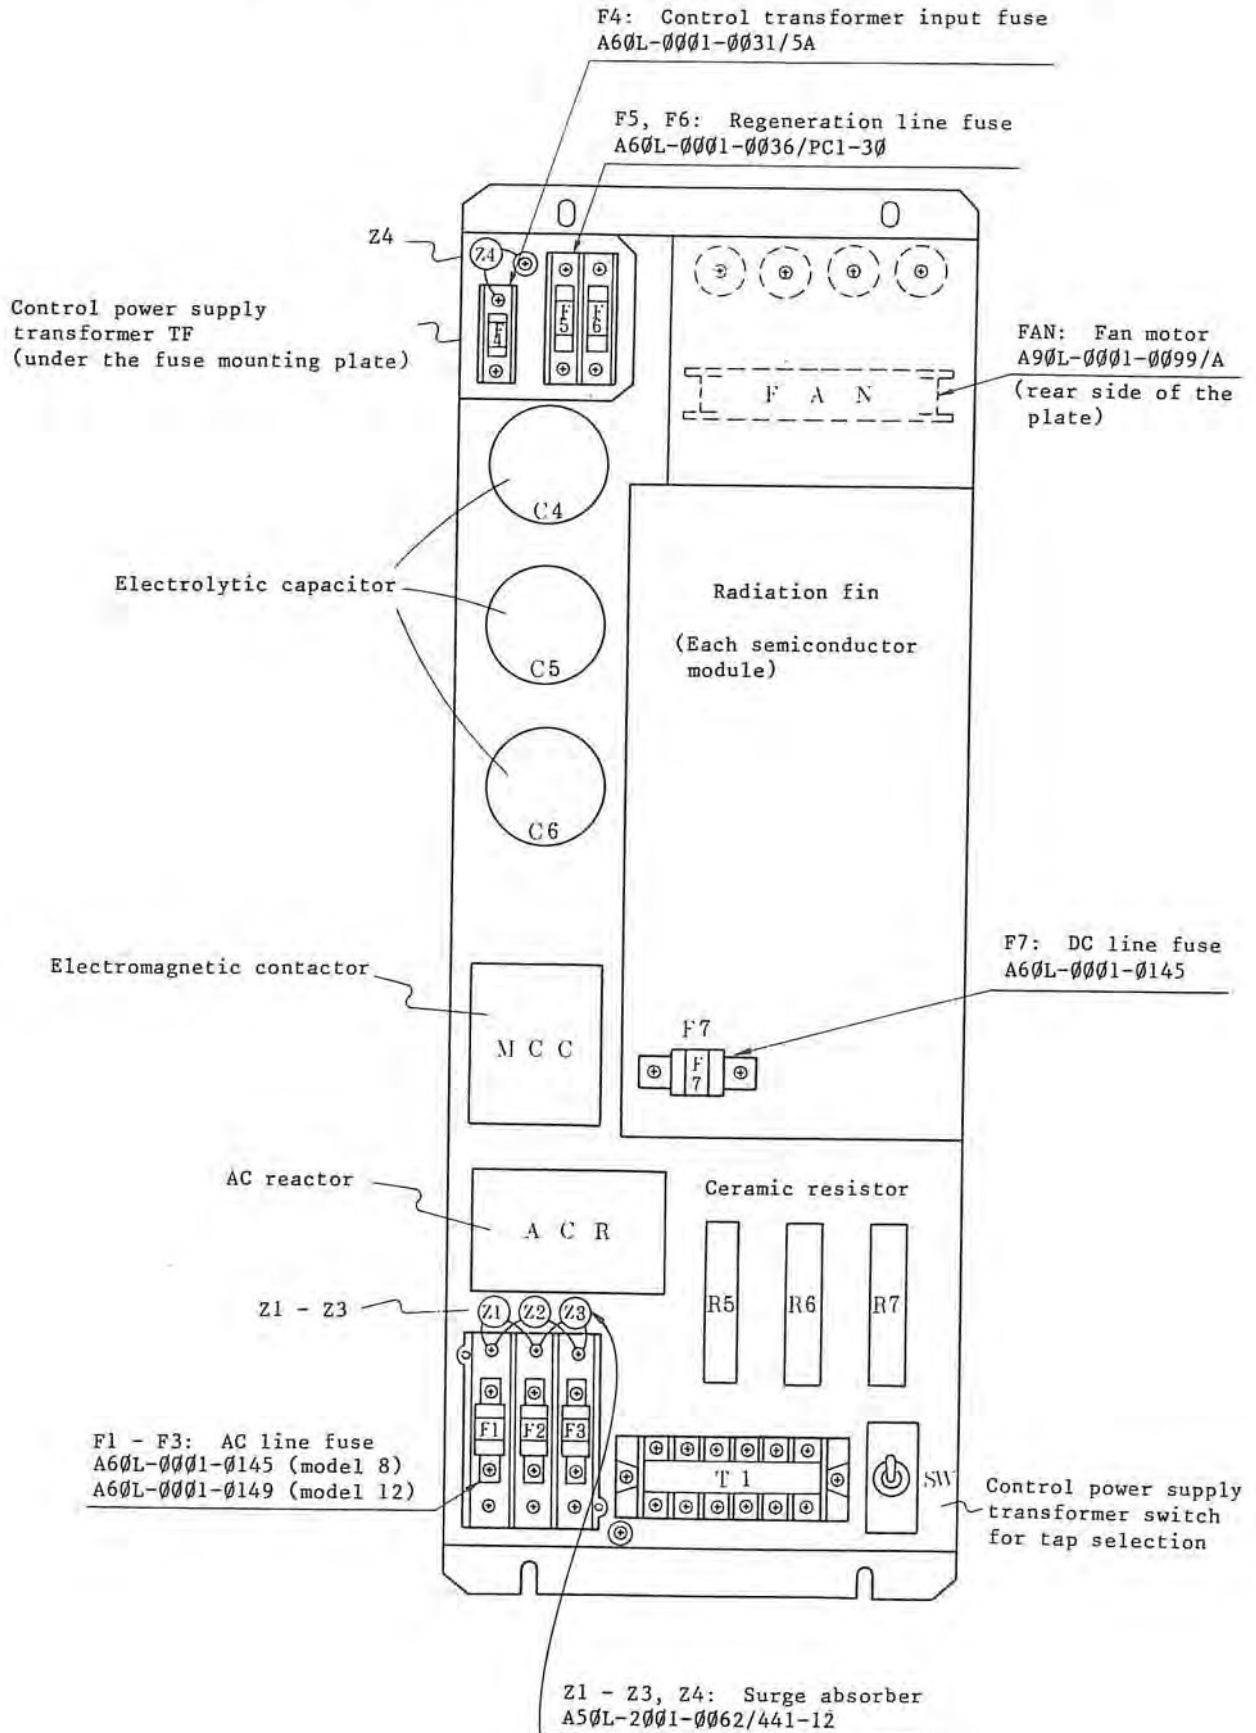 F4: Control transformer input fuse
A6ØL-ØØØ1-ØØ31/5A
F5, F6: Regeneration line fuse
A6ØL-ØØØ1-ØØ36/PC1-3Ø
Z4
Z4
F
4
F
5
F
6
Control power supply
transformer TF
(under the fuse mounting plate)
FAN: Fan motor
A9ØL-ØØØ1-ØØ99/A
(rear side of the
plate)
F A N
C4
Electrolytic capacitor
C5
C6
Radiation fin
(Each semiconductor
module)
Electromagnetic contactor
M C C
F7: DC line fuse
A6ØL-ØØØ1-Ø145
F7
F
7
AC reactor
A C R
Ceramic resistor
R5
R6
R7
Z1 - Z3
Z1
Z2
Z3
F1
F2
F3
F1 - F3: AC line fuse
A6ØL-ØØØ1-Ø145 (model 8)
A6ØL-ØØØ1-Ø149 (model 12)
T 1
SW
Control power supply
transformer switch
for tap selection
Z1 - Z3, Z4: Surge absorber
A5ØL-2ØØ1-ØØ62/441-12